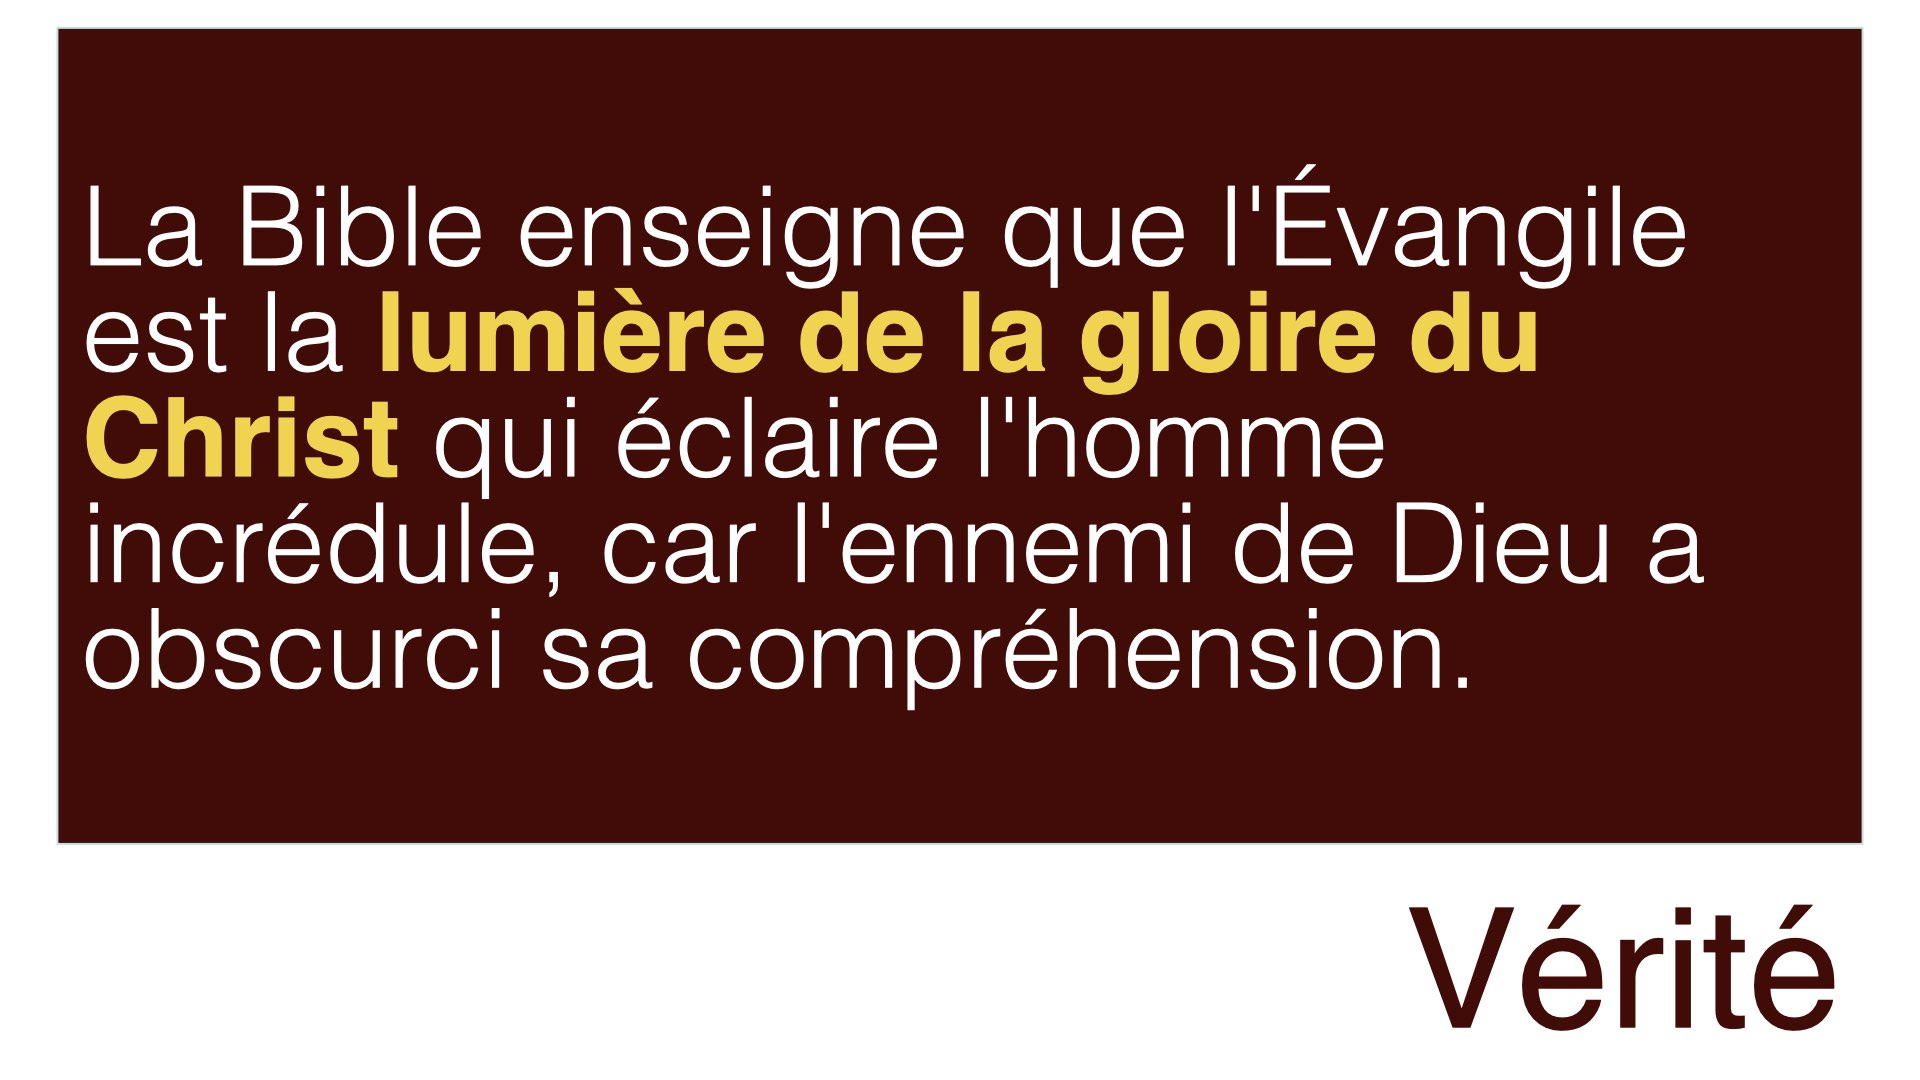 La Bible enseigne que l'Évangile
est la lumière de la gloire du
Christ qui éclaire l'homme
incrédule, car l'ennemi de Dieu a
obscurci sa compréhension.
Vérité